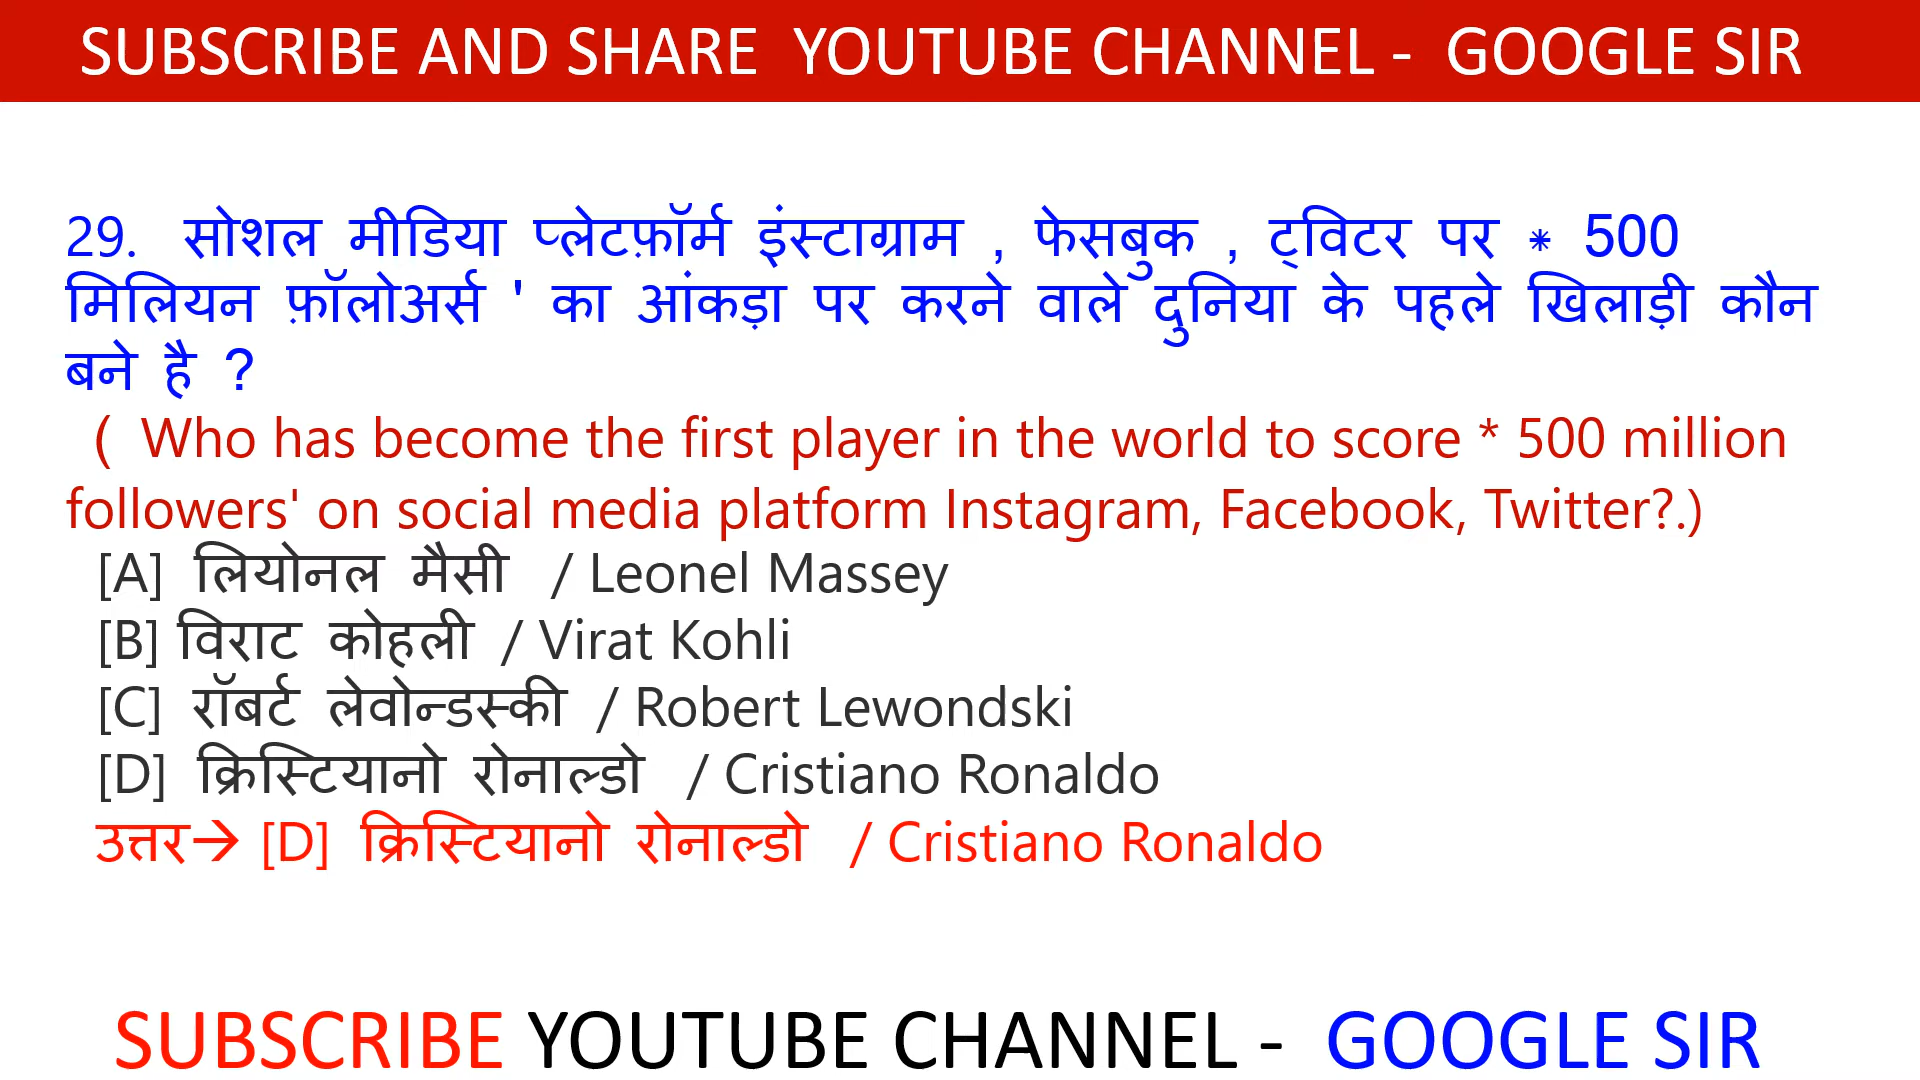 SUBSCRIBE AND SHARE YOUTUBE CHANNEL - GOOGLE SIR
29. सोशल मीडिया प्लेटफ़ॉर्म इंस्टाग्राम , फेसबुक , ट्विटर पर * 500
मिलियन फ़ॉलोअर्स ' का आंकड़ा पर करने वाले दुनिया के पहले खिलाड़ी कौन
बने है ?
( Who has become the first player in the world to score * 500 million
followers' on social media platform Instagram, Facebook, Twitter?.)
[A] लियोनल मैसी / Leonel Massey
[B] विराट कोहली / Virat Kohli
[C] रॉबर्ट लेवोन्डस्की / Robert Lewondski
[D] क्रिस्टियानो रोनाल्डो / Cristiano Ronaldo
उत्तर→ [D] क्रिस्टियानो रोनाल्डो / Cristiano Ronaldo
SUBSCRIBE YOUTUBE CHANNEL - GOOGLE SIR